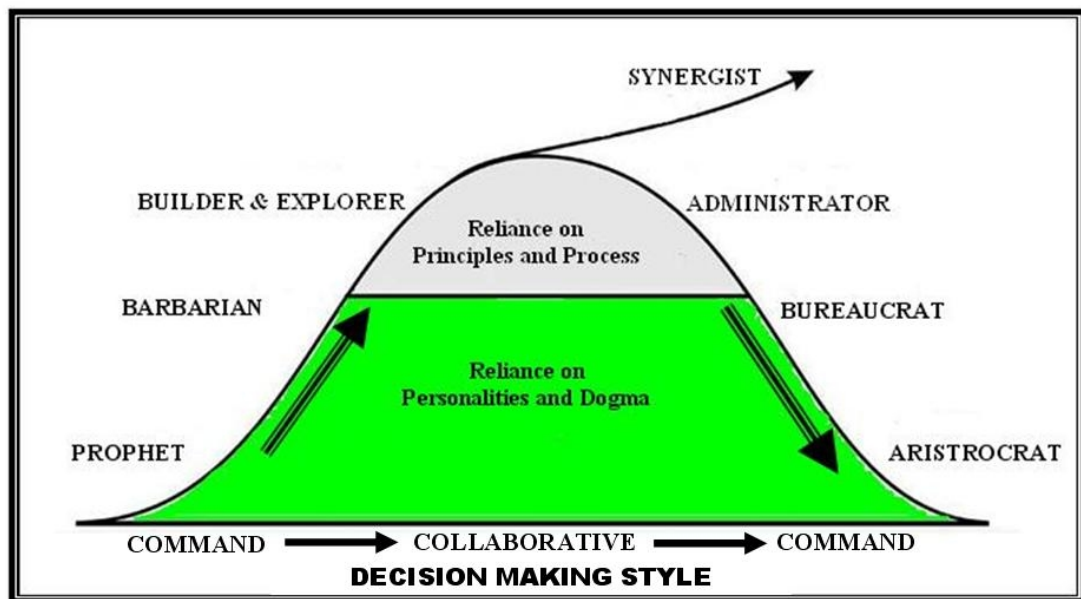 SYNERGIST
BUILDER & EXPLORER
ADMINISTRATOR
Reliance on
Principles and Process
BARBARIAN
BUREAUCRAT
Reliance on
Personalities and Dogma
PROPHET
ARISTROCRAT
COMMAND COLLABORATIVE COMMAND
DECISION MAKING STYLE